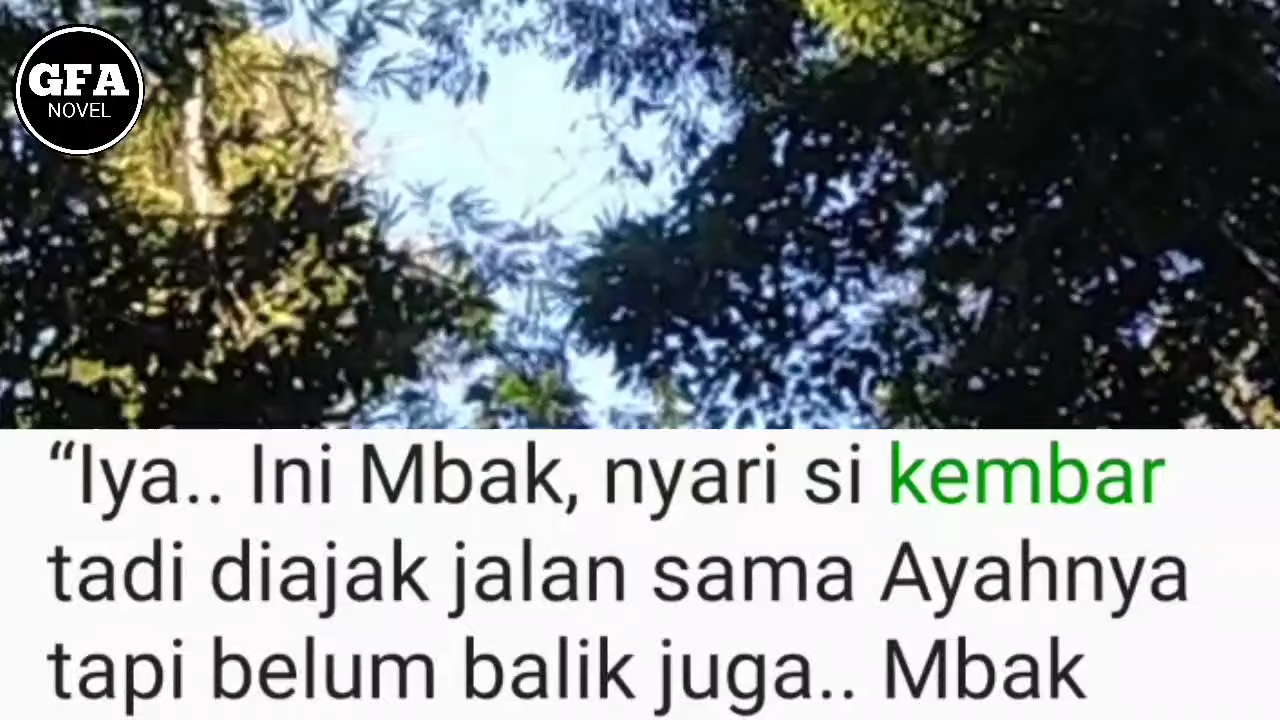 GFA
NOVEL
“Iya.. Ini Mbak, nyari si kembar
tadi diajak jalan sama Ayahnya
tapi belum balik juga.. Mbak